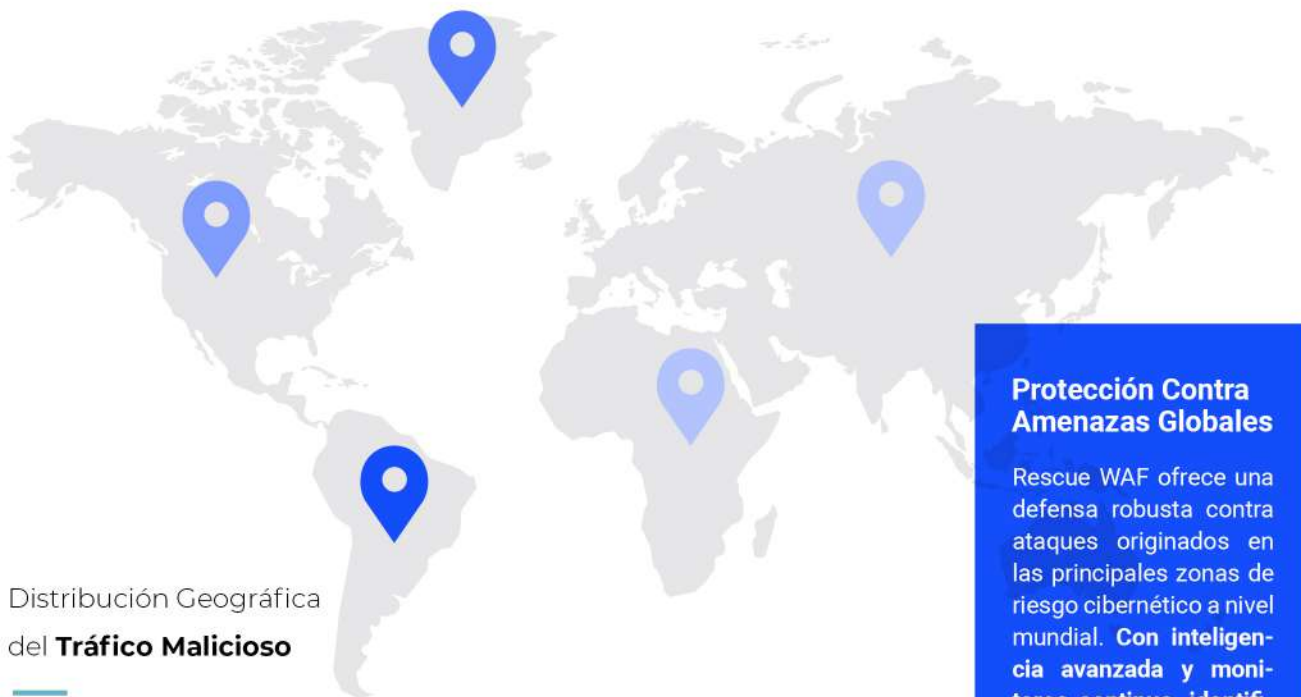 Protección Contra
Amenazas Globales
Rescue WAF ofrece una
defensa robusta contra
ataques originados en
las principales zonas de
riesgo cibernético a nivel
mundial. Con inteligen-
cia avanzada y moni-
Distribución Geográfica
del Tráfico Malicioso